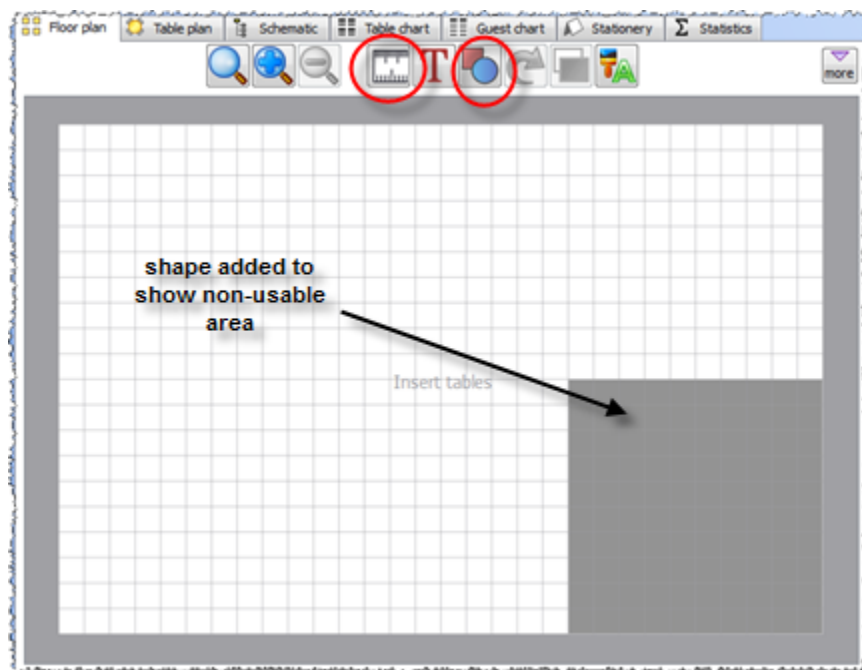 Floor plan Table plan Schematic Table chart Guest chart Stationery Σ Statistics
T A more
shape added to
show non-usable
area
Insert tables